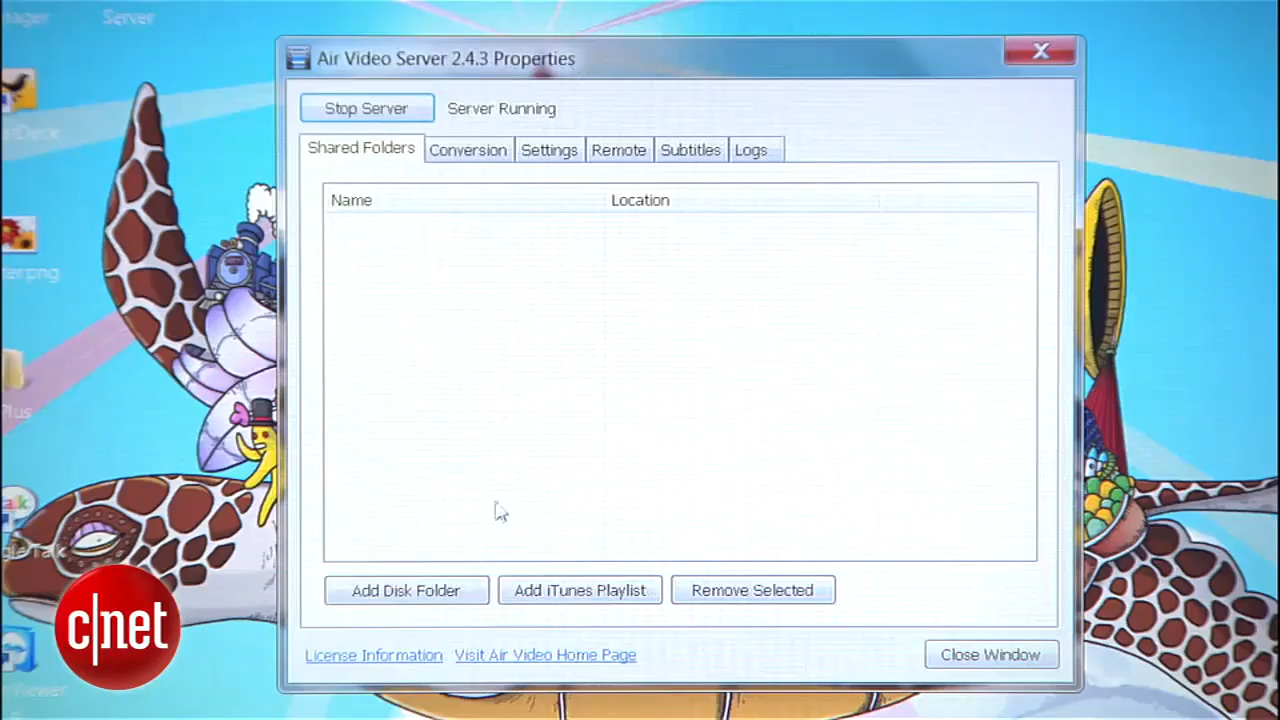 Server
Air Video Server 2.4.3 Properties
Stop Server
Server Running
Shared Folders
Conversion
Settings
Remote
Subtitles
Logs
Name
Location
Add Disk Folder
Add iTunes Playlist
Remove Selected
License Information
Visit Air Video Home Page
Close Window
c|net